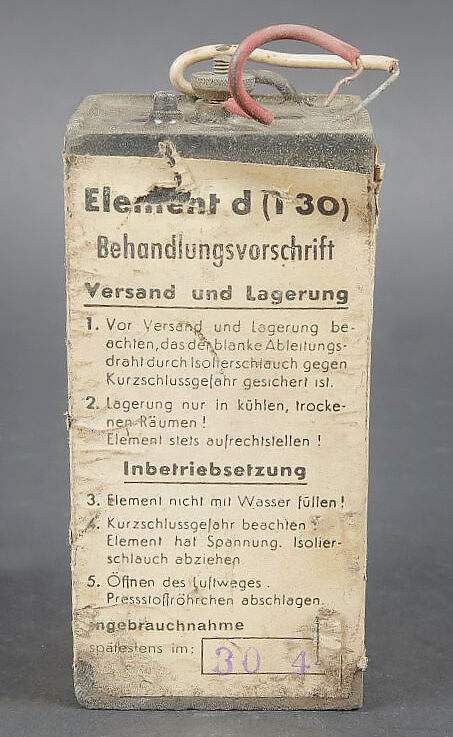 Element d (T 30)
Behandlungsvorschrift
Versand und Lagerung
1. Vor Versand und Lagerung be-
achten, das der blanke Ableitungs-
draht durch Isolierschlauch gegen
Kurzschlussgefahr gesichert ist.
2. Lagerung nur in kühlen, trocke-
nen Räumen !
Element stets aufrechtstellen !
Inbetriebsetzung
3. Element nicht mit Wasser füllen !
4. Kurzschlussgefahr beachten !
Element hat Spannung. Isolier-
schlauch abziehen
5. Öffnen des Luftweges .
Pressstoffröhrchen abschlagen.
Ingebrauchnahme
spätestens im: 30 4